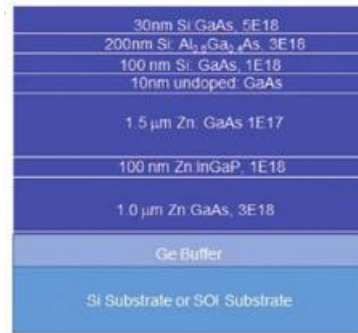 30nm Si:GaAs, 5E18
200nm Si: Al0.6Ga0.4As, 3E18
100 nm Si: GaAs, 1E18
10nm undoped: GaAs
1.5 μm Zn: GaAs 1E17
100 nm Zn:InGaP, 1E18
1.0 μm Zn:GaAs, 3E18
Ge Buffer
Si Substrate or SOI Substrate